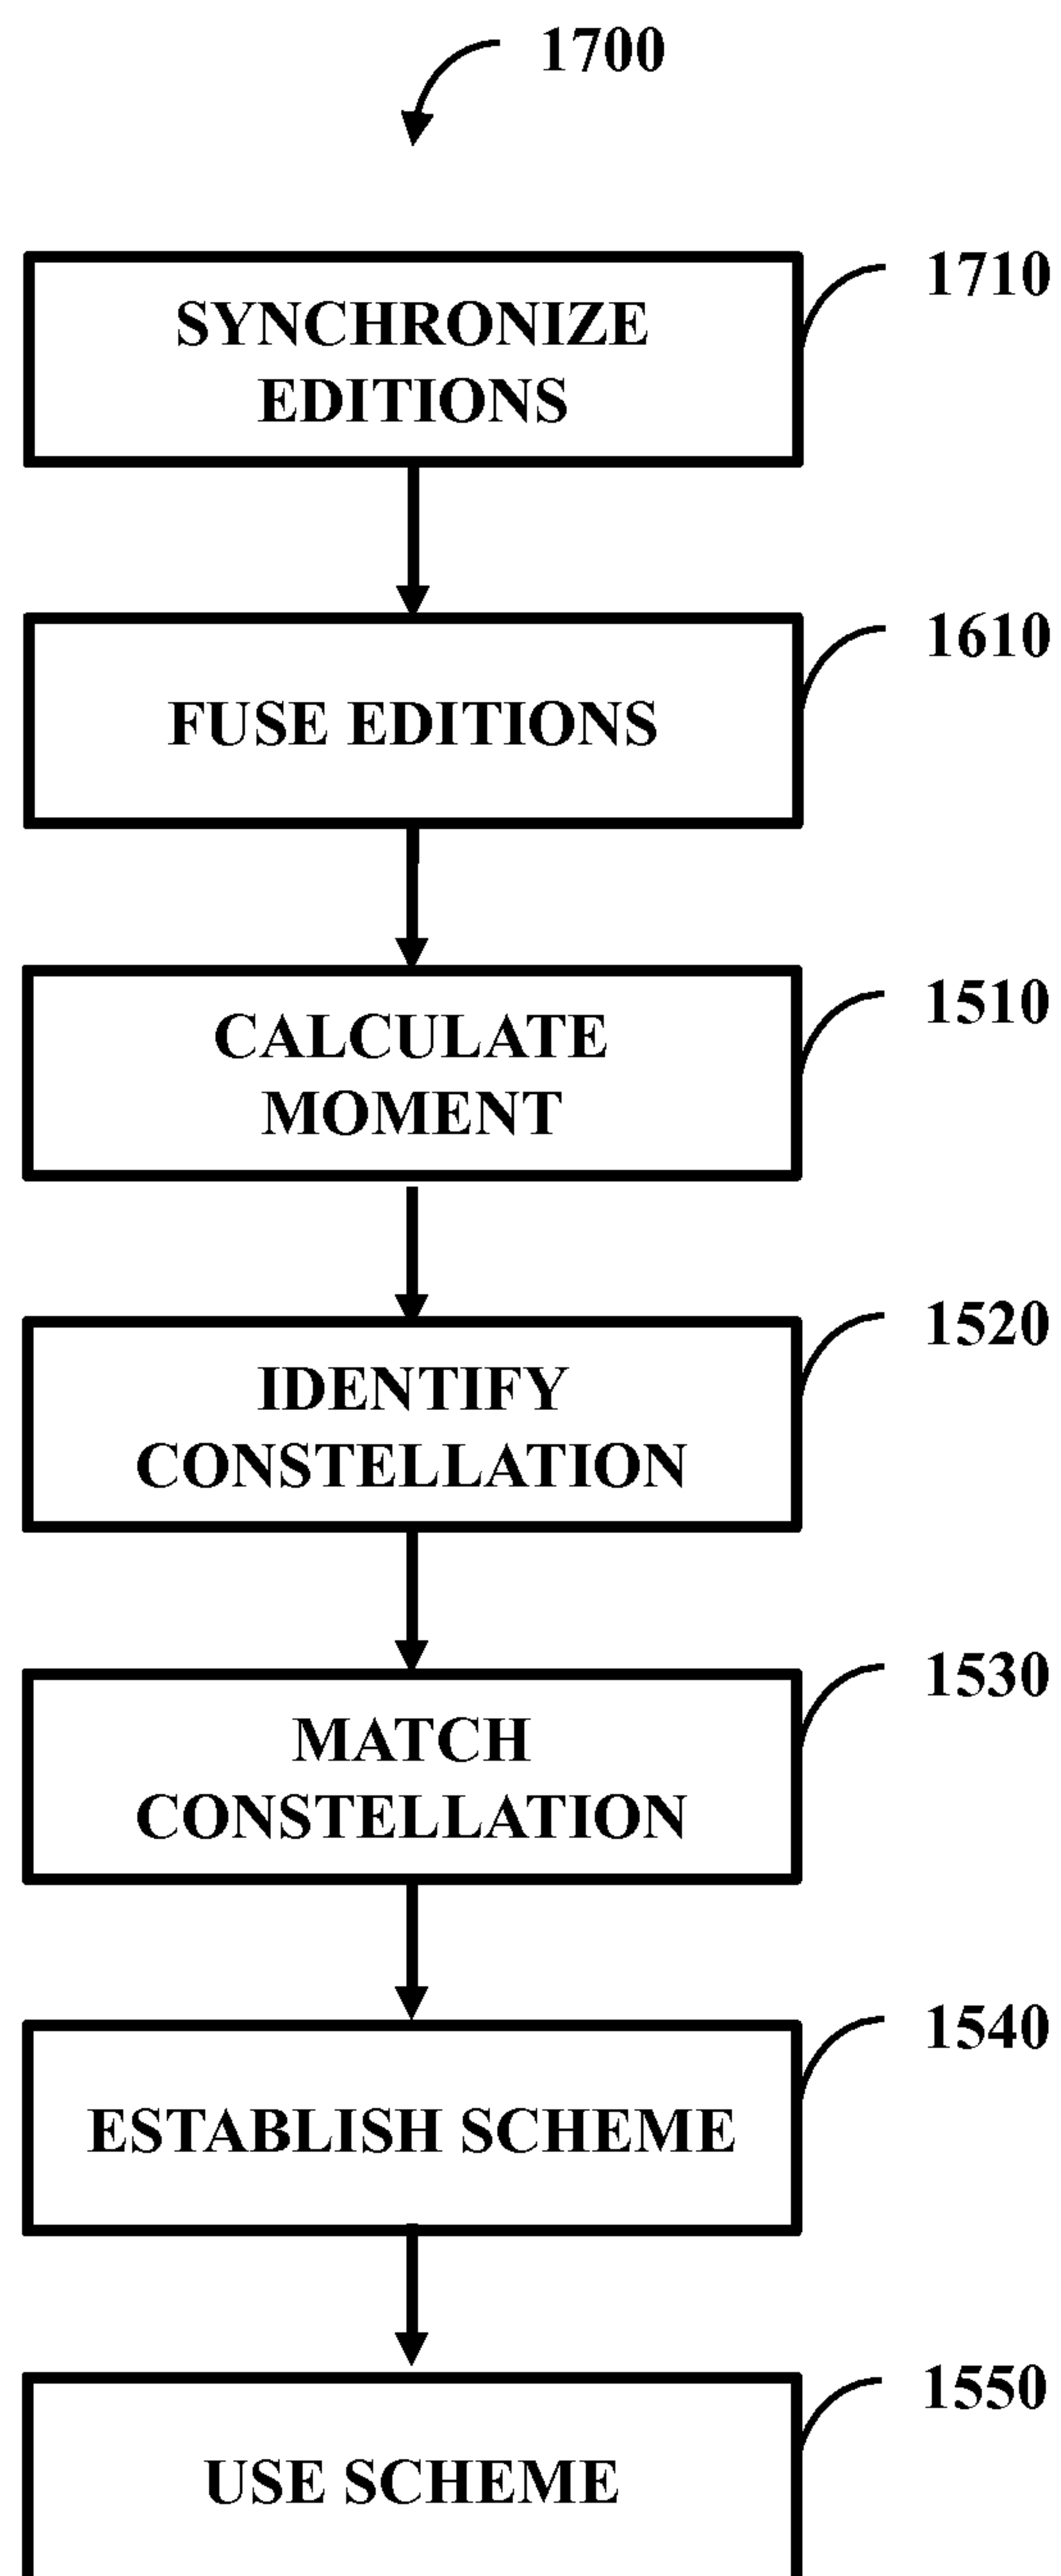 1700
1710
SYNCHRONIZE
EDITIONS
1610
FUSE EDITIONS
1510
CALCULATE
MOMENT
1520
IDENTIFY
CONSTELLATION
1530
MATCH
CONSTELLATION
1540
ESTABLISH SCHEME
1550
USE SCHEME